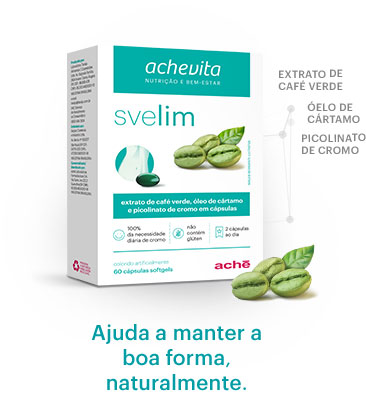 achevita
NUTRIÇÃO E BEM-ESTAR
svelim
extrato de café verde, óleo de cártamo
e picolinato de cromo em cápsulas
100%
da necessidade
diária de cromo
não
contém
glúten
2 cápsulas
ao dia
colorido artificialmente
60 cápsulas softgels
aché
EXTRATO DE
CAFÉ VERDE
ÓELO DE
CÁRTAMO
PICOLINATO
DE CROMO
Ajuda a manter a
boa forma,
naturalmente.